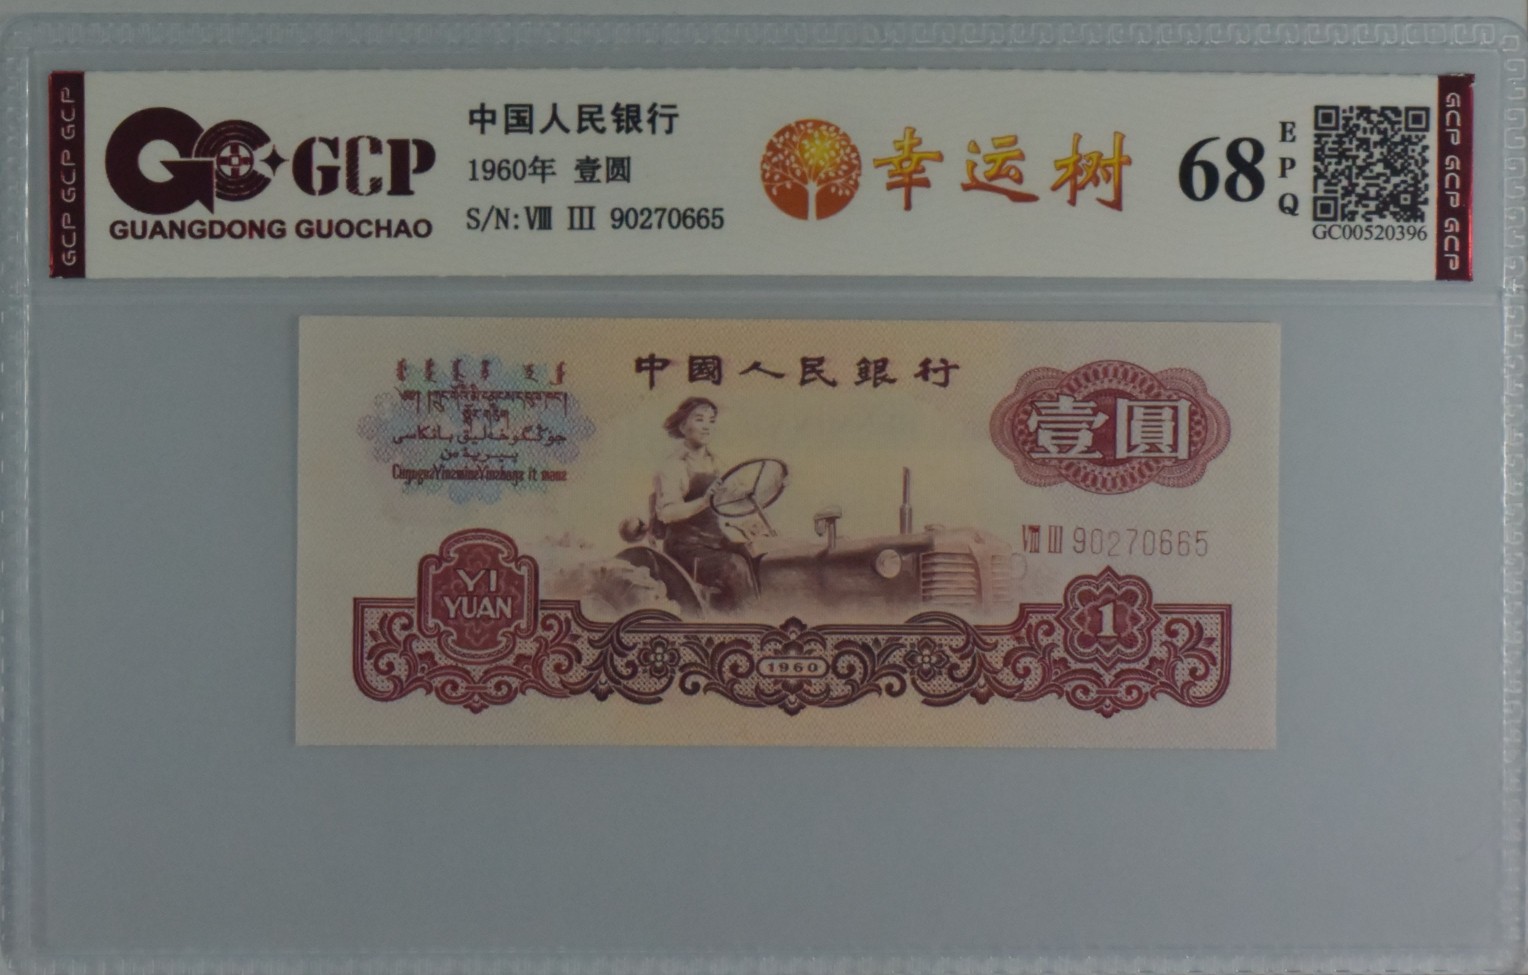 GCP GCP GCP
GCP
GUANGDONG GUOCHAO
中国人民银行
1960年 壹圆
S/N: Ⅷ Ⅲ 90270665
幸运树
68
EPQ
GC00520396
GCP GCP GCP
中國人民銀行
壹圓
Ⅷ Ⅲ 90270665
YI
YUAN
1960
1